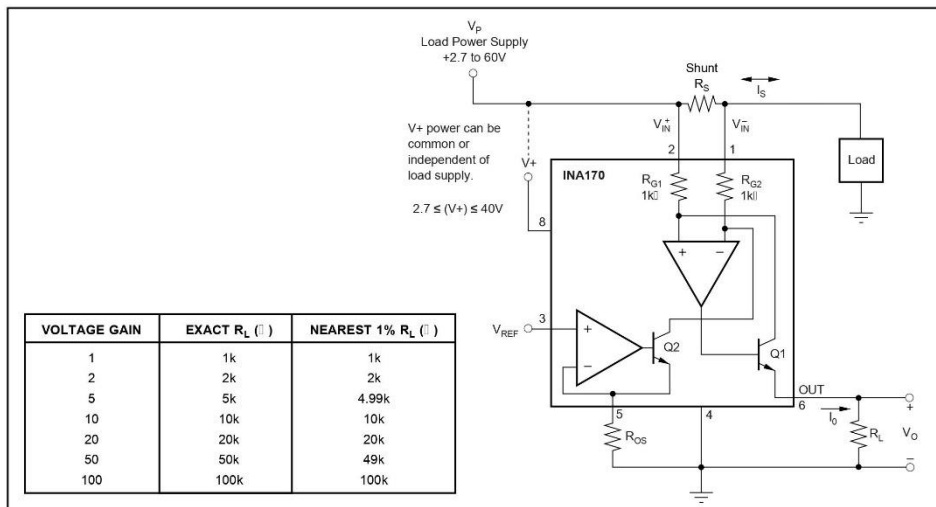 V_P
Load Power Supply
+2.7 to 60V
Shunt
R_S
I_S
V+ power can be
common or
independent of
load supply.
V+
2.7 ≤ (V+) ≤ 40V
V_IN^+
V_IN^−
2
1
8
INA170
R_G1
1k▯
R_G2
1k▯
Load
+
−
V_REF
3
+
−
Q2
Q1
OUT
6
5
4
R_OS
I_0
R_L
+
V_O
−
VOLTAGE GAIN EXACT R_L (▯) NEAREST 1% R_L (▯)
1 1k 1k
2 2k 2k
5 5k 4.99k
10 10k 10k
20 20k 20k
50 50k 49k
100 100k 100k